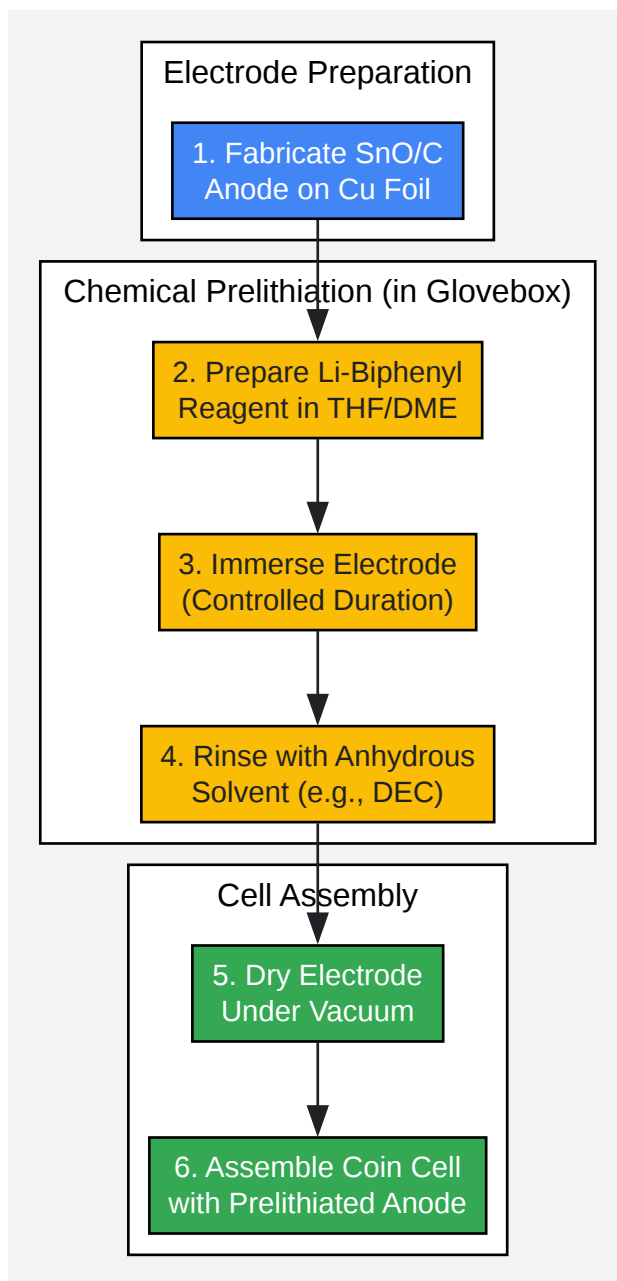 Electrode Preparation
1. Fabricate SnO/C
Anode on Cu Foil
Chemical Prelithiation (in Glovebox)
2. Prepare Li-Biphenyl
Reagent in THF/DME
3. Immerse Electrode
(Controlled Duration)
4. Rinse with Anhydrous
Solvent (e.g., DEC)
Cell Assembly
5. Dry Electrode
Under Vacuum
6. Assemble Coin Cell
with Prelithiated Anode